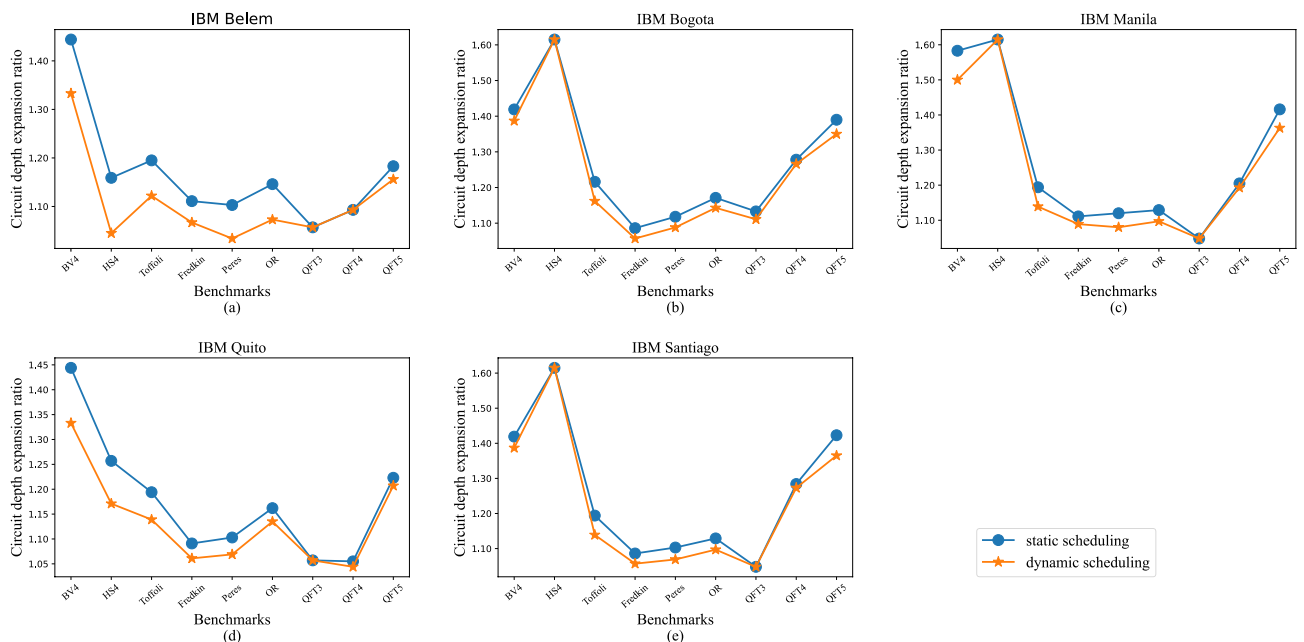 IBM Belem
Circuit depth expansion ratio
1.40
1.30
1.20
1.10
BV4
HS4
Toffoli
Fredkin
Peres
OR
QFT3
QFT4
QFT5
Benchmarks
(a)
IBM Bogota
Circuit depth expansion ratio
1.60
1.50
1.40
1.30
1.20
1.10
BV4
HS4
Toffoli
Fredkin
Peres
OR
QFT3
QFT4
QFT5
Benchmarks
(b)
IBM Manila
Circuit depth expansion ratio
1.60
1.50
1.40
1.30
1.20
1.10
BV4
HS4
Toffoli
Fredkin
Peres
OR
QFT3
QFT4
QFT5
Benchmarks
(c)
IBM Quito
Circuit depth expansion ratio
1.45
1.40
1.35
1.30
1.25
1.20
1.15
1.10
1.05
BV4
HS4
Toffoli
Fredkin
Peres
OR
QFT3
QFT4
QFT5
Benchmarks
(d)
IBM Santiago
Circuit depth expansion ratio
1.60
1.50
1.40
1.30
1.20
1.10
BV4
HS4
Toffoli
Fredkin
Peres
OR
QFT3
QFT4
QFT5
Benchmarks
(e)
static scheduling
dynamic scheduling